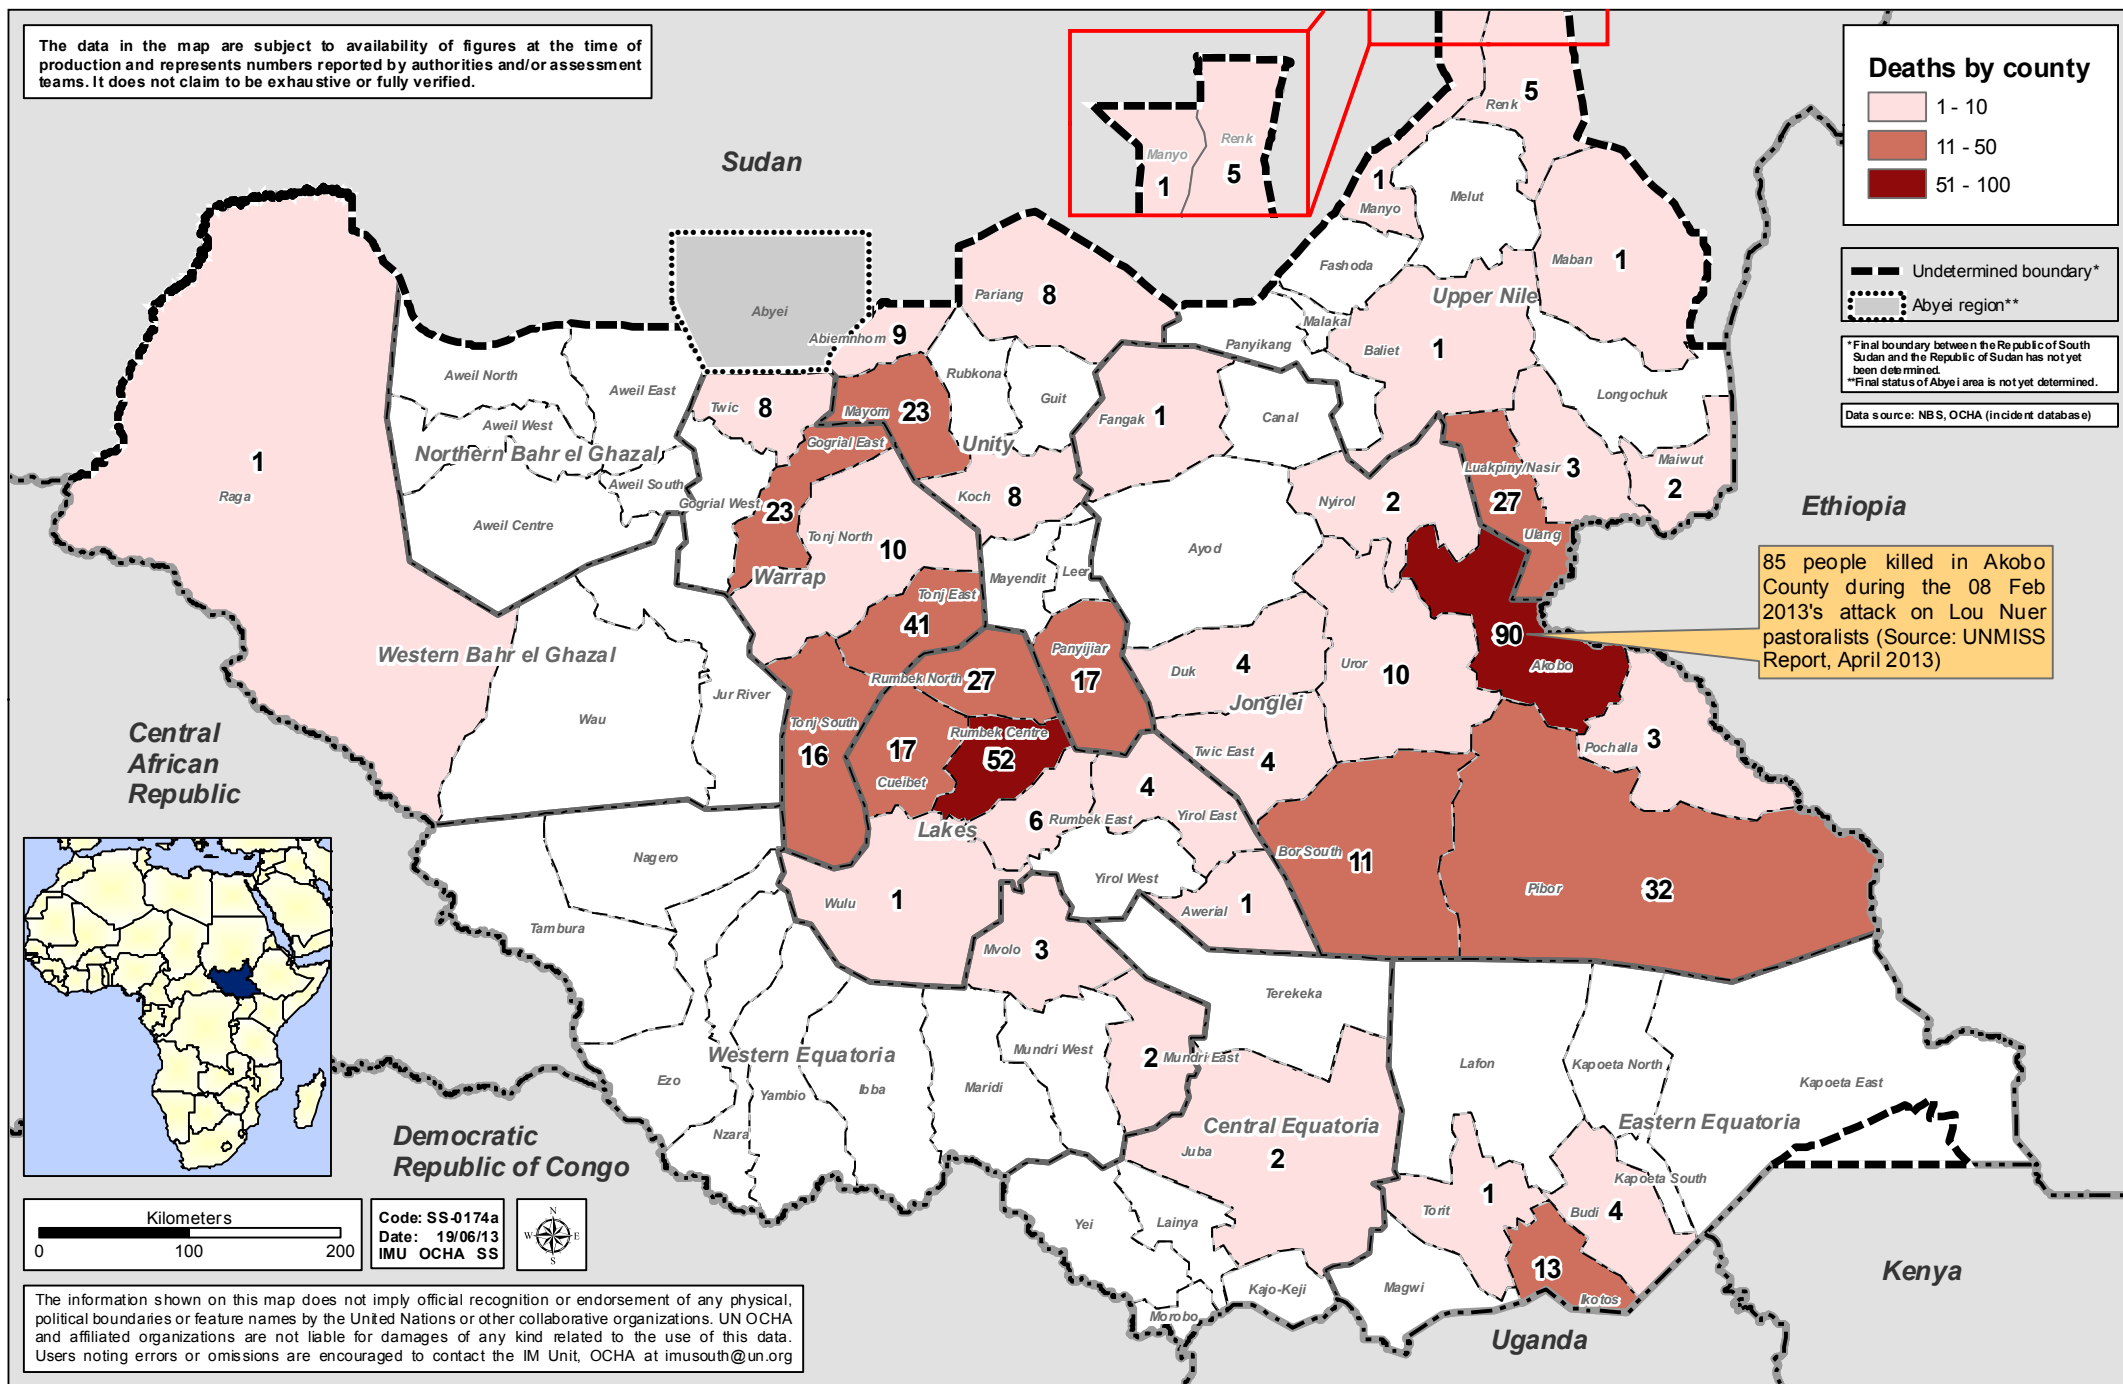 The data in the map are subject to availability of figures at the time of
production and represents numbers reported by authorities and/or assessment
teams. It does not claim to be exhaustive or fully verified.
Deaths by county
1 - 10
11 - 50
51 - 100
Undetermined boundary*
Abyei region**
* Final boundary between the Republic of South
Sudan and the Republic of Sudan has not yet
been determined.
**Final status of Abyei area is not yet determined.
Data source: NBS, OCHA (incident database)
Sudan
Manyo
1
Renk
5
Renk
5
1
Manyo
Melut
Fashoda
Maban
1
Upper Nile
Malakal
Panyikang
Baliet
1
Longochuk
Maiwut
2
Luakpiny/Nasir
3
27
Ulang
Ethiopia
85 people killed in Akobo
County during the 08 Feb
2013's attack on Lou Nuer
pastoralists (Source: UNMISS
Report, April 2013)
Abyei
Pariang
8
Abiemnhom
9
Rubkona
Guit
Mayom
23
Unity
Koch
8
Mayendit
Leer
Panyijiar
17
Twic
8
Gogrial East
23
Gogrial West
Tonj North
10
Warrap
Tonj East
41
Tonj South
16
Aweil North
Aweil East
Aweil West
Northern Bahr el Ghazal
Aweil South
Aweil Centre
1
Raga
Western Bahr el Ghazal
Jur River
Wau
Fangak
1
Canal
Nyirol
2
Ayod
90
Akobo
Uror
10
Duk
4
Jonglei
Twic East
4
Pochalla
3
Bor South
11
Pibor
32
Rumbek North
27
Rumbek Centre
52
17
Cueibet
Lakes
6
Rumbek East
4
Yirol East
Yirol West
Awerial
1
Wulu
1
Central
African
Republic
Nagero
Tambura
Mvolo
3
Western Equatoria
Ezo
Nzara
Yambio
Ibba
Maridi
Mundri West
2
Mundri East
Terekeka
Central Equatoria
Juba
2
Yei
Lainya
Morobo
Kajo-Keji
Lafon
Kapoeta North
Kapoeta East
Eastern Equatoria
Kapoeta South
Torit
1
Budi
4
13
Ikotos
Magwi
Democratic
Republic of Congo
Uganda
Kenya
Kilometers
0
100
200
Code: SS-0174a
Date: 19/06/13
IMU OCHA SS
N
W
E
S
The information shown on this map does not imply official recognition or endorsement of any physical,
political boundaries or feature names by the United Nations or other collaborative organizations. UN OCHA
and affiliated organizations are not liable for damages of any kind related to the use of this data.
Users noting errors or omissions are encouraged to contact the IM Unit, OCHA at imusouth@un.org